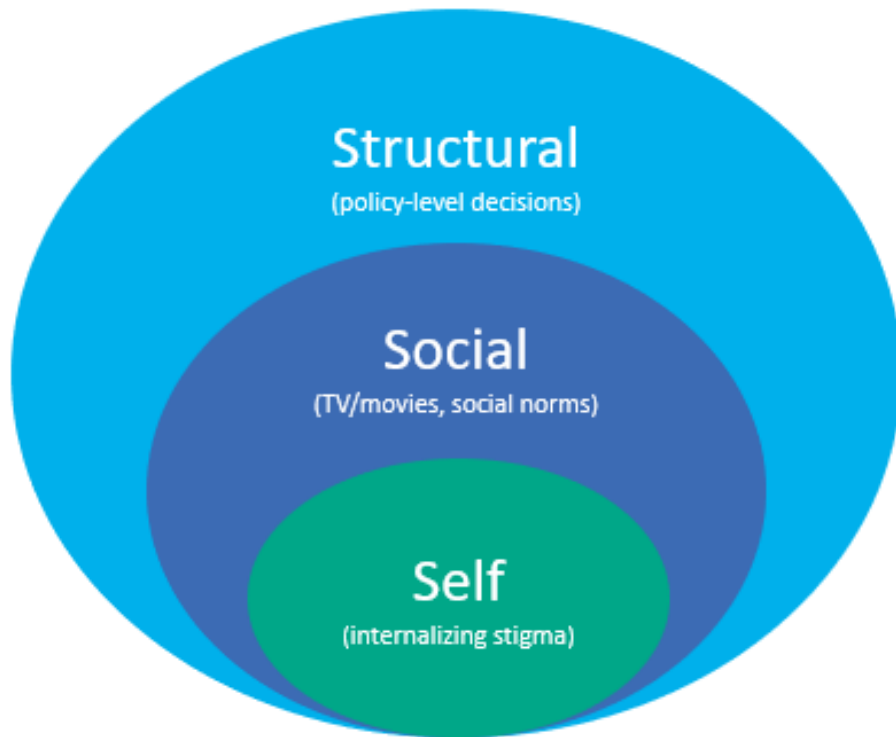 Structural
(policy-level decisions)
Social
(TV/movies, social norms)
Self
(internalizing stigma)